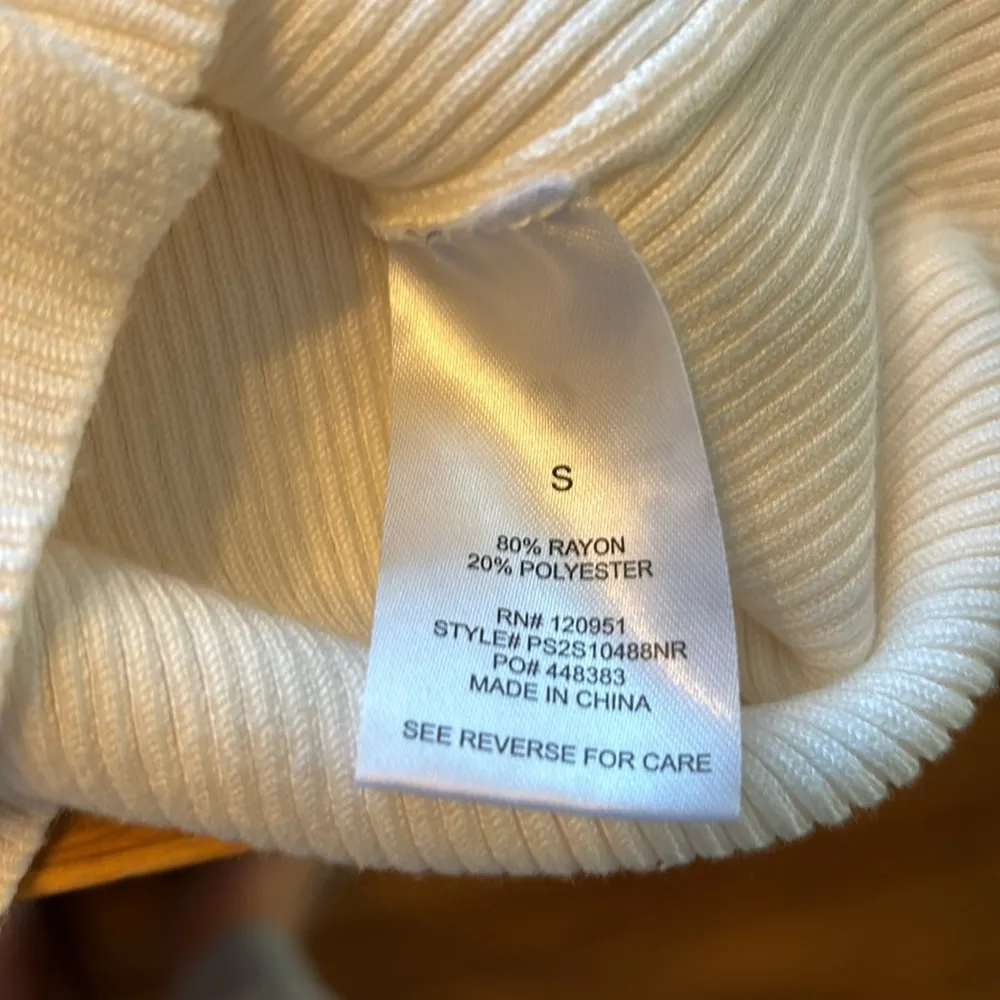 S
80% RAYON
20% POLYESTER
RN# 120951
STYLE# PS2S10488NR
PO# 448383
MADE IN CHINA
SEE REVERSE FOR CARE